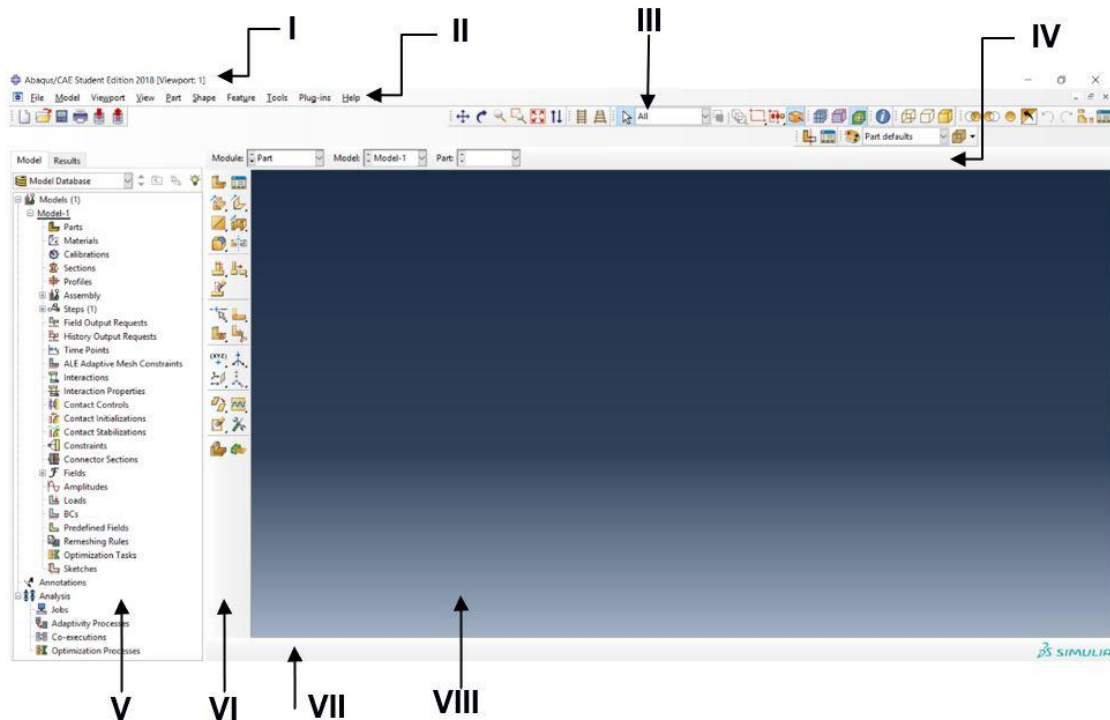 I
II
III
IV
Abaqus/CAE Student Edition 2018 [Viewport: 1]
File Model Viewport View Part Shape Feature Tools Plug-ins Help
All
Part defaults
Model Results
Module: Part Model: Model-1 Part:
Model Database
Models (1)
Model-1
Parts
Materials
Calibrations
Sections
Profiles
Assembly
Steps (1)
Field Output Requests
History Output Requests
Time Points
ALE Adaptive Mesh Constraints
Interactions
Interaction Properties
Contact Controls
Contact Initializations
Contact Stabilizations
Constraints
Connector Sections
Fields
Amplitudes
Loads
BCs
Predefined Fields
Remeshing Rules
Optimization Tasks
Sketches
Annotations
Analysis
Jobs
Adaptivity Processes
Co-executions
Optimization Processes
(XYZ)
SIMULIA
V
VI
VII
VIII